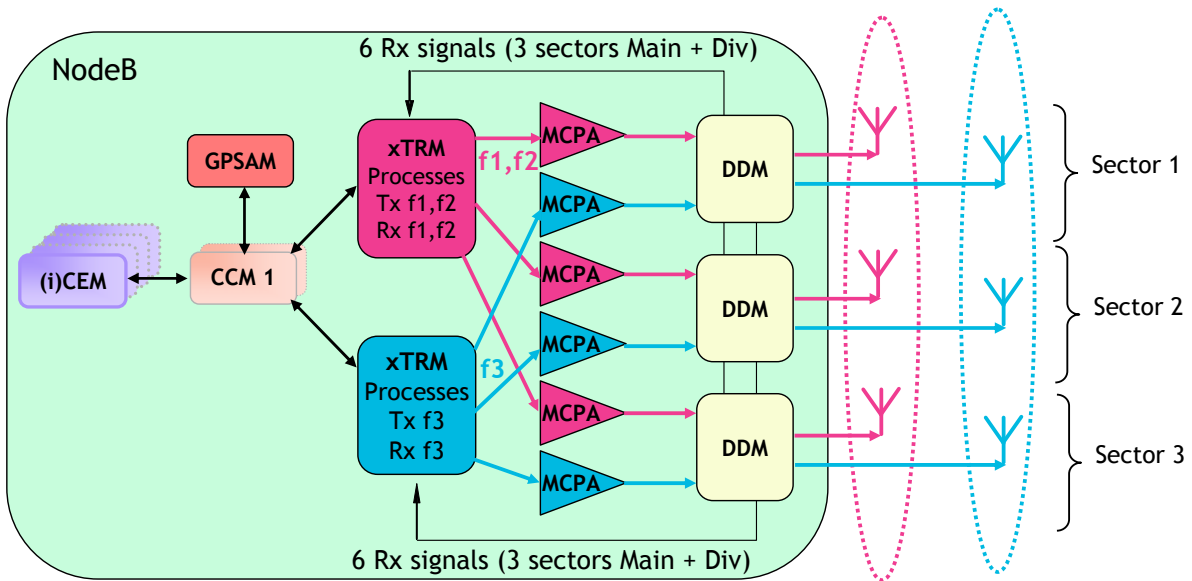 6 Rx signals (3 sectors Main + Div)
NodeB
GPSAM
(i)CEM
CCM 1
xTRM
Processes
Tx f1,f2
Rx f1,f2
f1,f2
xTRM
Processes
Tx f3
Rx f3
f3
MCPA
MCPA
MCPA
MCPA
MCPA
MCPA
DDM
DDM
DDM
Sector 1
Sector 2
Sector 3
6 Rx signals (3 sectors Main + Div)